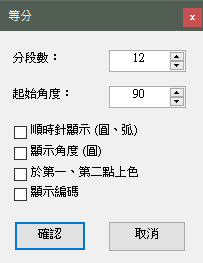 等分
x
分段數： 12
起始角度： 90
順時針顯示 (圓、弧)
顯示角度 (圓)
於第一、第二點上色
顯示編碼
確認 取消